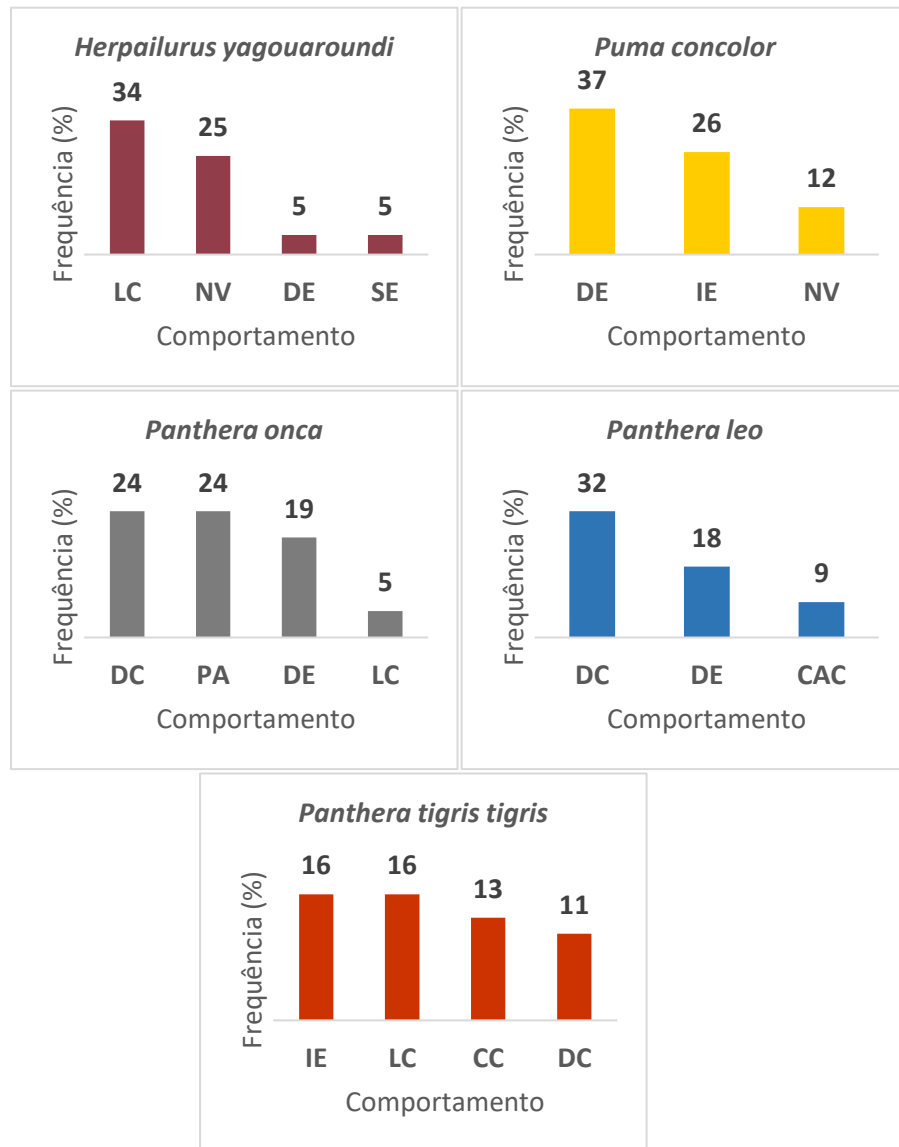 Herpailurus yagouaroundi
Frequência (%)
34
25
5
5
LC NV DE SE
Comportamento
Puma concolor
Frequência (%)
37
26
12
DE IE NV
Comportamento
Panthera onca
Frequência (%)
24
24
19
5
DC PA DE LC
Comportamento
Panthera leo
Frequência (%)
32
18
9
DC DE CAC
Comportamento
Panthera tigris tigris
Frequência (%)
16
16
13
11
IE LC CC DC
Comportamento